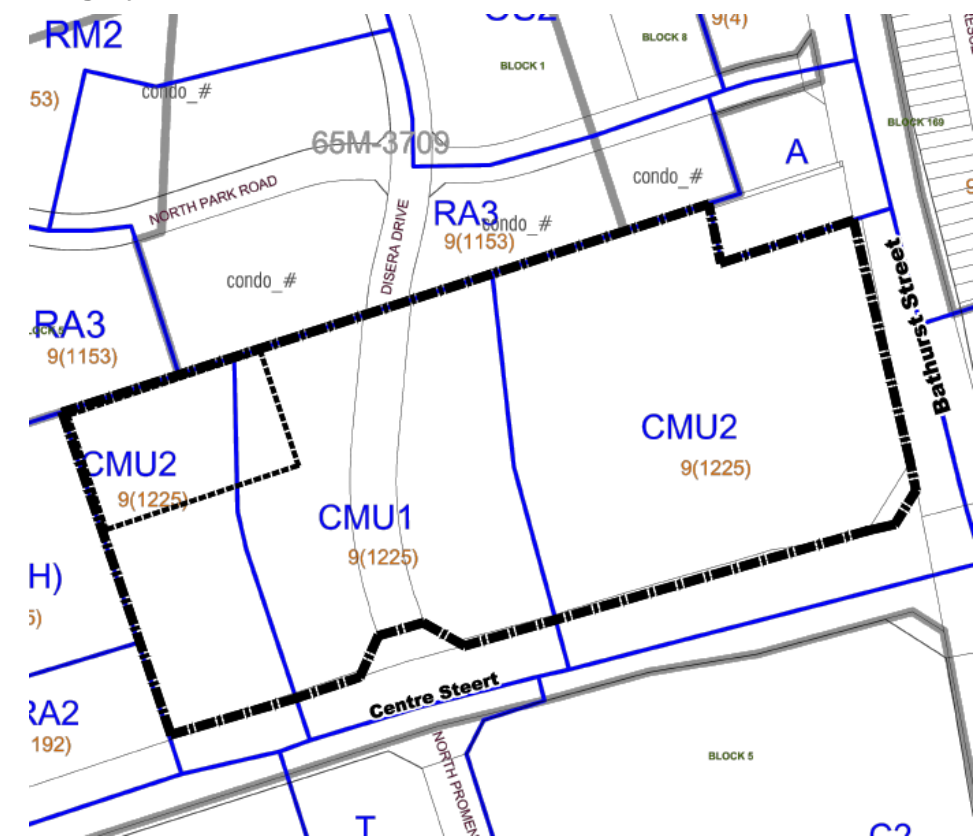 RM2
9(4)
BLOCK 8
BLOCK 1
53)
condo_#
BLOCK 169
65M-3709
A
condo_#
NORTH PARK ROAD
RA3
condo_#
9(1153)
DISERA DRIVE
condo_#
Bathurst Street
RA3
9(1153)
CMU2
9(1225)
CMU2
9(1225)
CMU1
9(1225)
H)
5)
Centre Steert
RA2
192)
NORTH PROMEN
BLOCK 5
T
C2